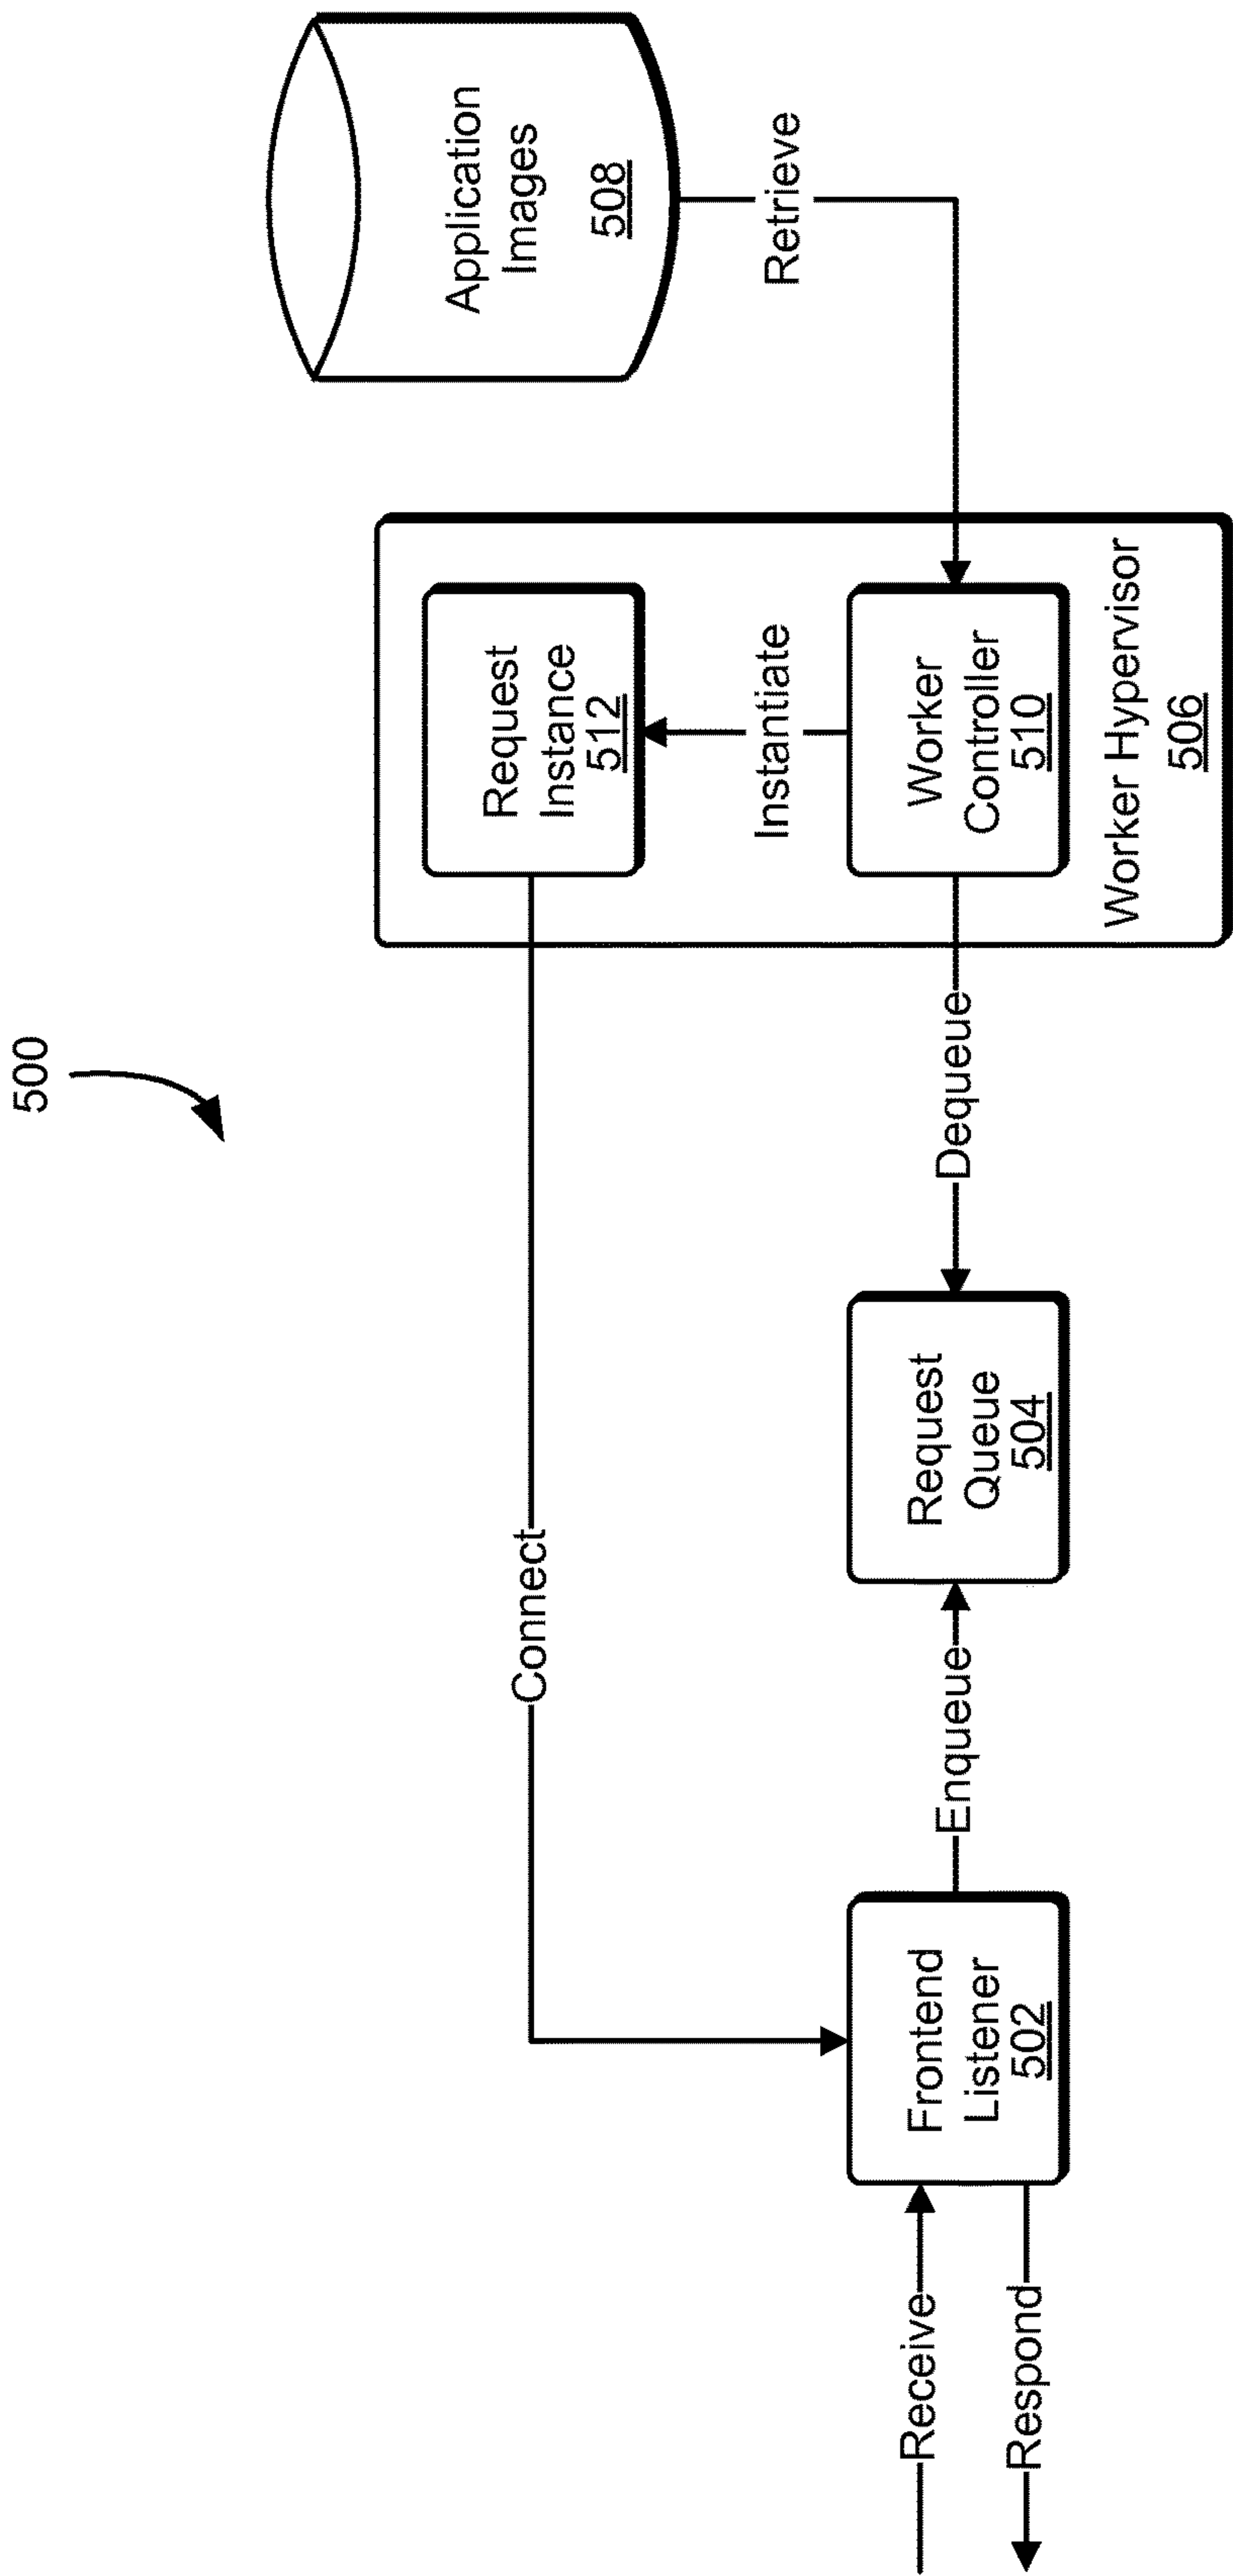 500
Receive
Respond
Frontend
Listener
502
Enqueue
Connect
Request
Queue
504
Dequeue
Request
Instance
512
Instantiate
Worker
Controller
510
Worker Hypervisor
506
Application
Images
508
Retrieve